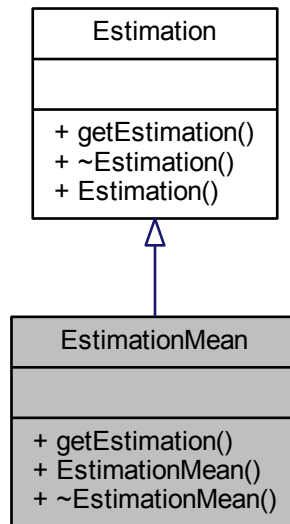 Estimation
+ getEstimation()
+ ~Estimation()
+ Estimation()
EstimationMean
+ getEstimation()
+ EstimationMean()
+ ~EstimationMean()